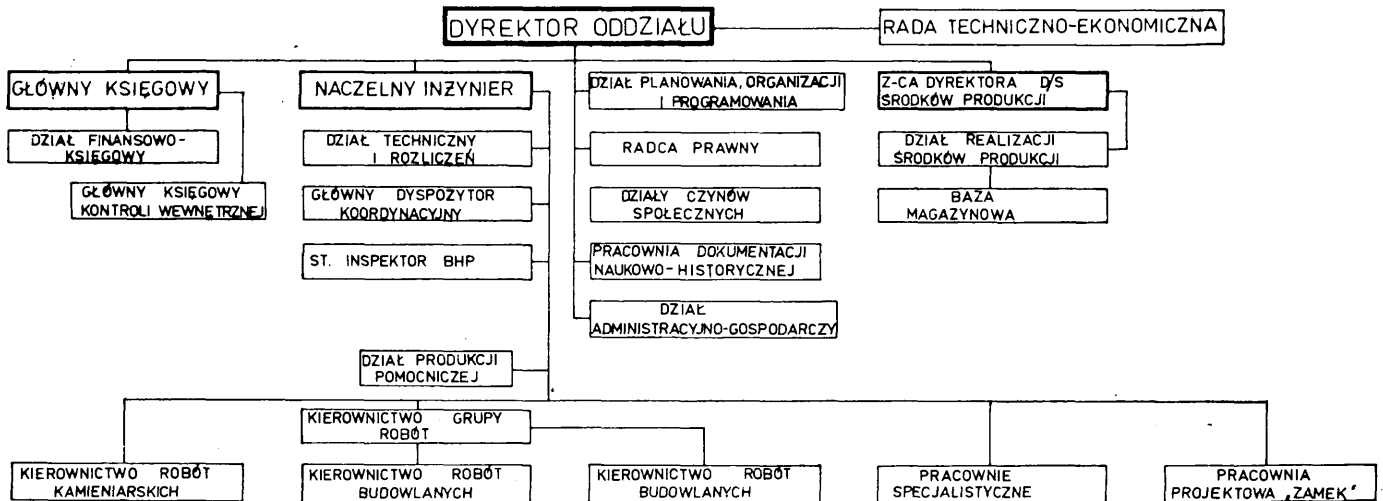 DYREKTOR ODDZIAŁU
RADA TECHNICZNO-EKONOMICZNA
GŁÓWNY KSIĘGOWY
NACZELNY INŻYNIER
DZIAŁ PLANOWANIA, ORGANIZACJI
I PROGRAMOWANIA
Z-CA DYREKTORA D/S
ŚRODKÓW PRODUKCJI
DZIAŁ FINANSOWO-
KSIĘGOWY
DZIAŁ TECHNICZNY
I ROZLICZEŃ
RADCA PRAWNY
DZIAŁ REALIZACJI
ŚRODKÓW PRODUKCJI
GŁÓWNY KSIĘGOWY
KONTROLI WEWNĘTRZNEJ
GŁÓWNY DYSPOZYTOR
KOORDYNACYJNY
DZIAŁY CZYNÓW
SPOŁECZNYCH
BAZA
MAGAZYNOWA
ST. INSPEKTOR BHP
PRACOWNIA DOKUMENTACJI
NAUKOWO-HISTORYCZNEJ
DZIAŁ
ADMINISTRACYJNO-GOSPODARCZY
DZIAŁ PRODUKCJI
POMOCNICZEJ
KIEROWNICTWO GRUPY
ROBÓT
KIEROWNICTWO ROBÓT
KAMIENIARSKICH
KIEROWNICTWO ROBÓT
BUDOWLANYCH
KIEROWNICTWO ROBÓT
BUDOWLANYCH
PRACOWNIE
SPECJALISTYCZNE
PRACOWNIA
PROJEKTOWA „ZAMEK"